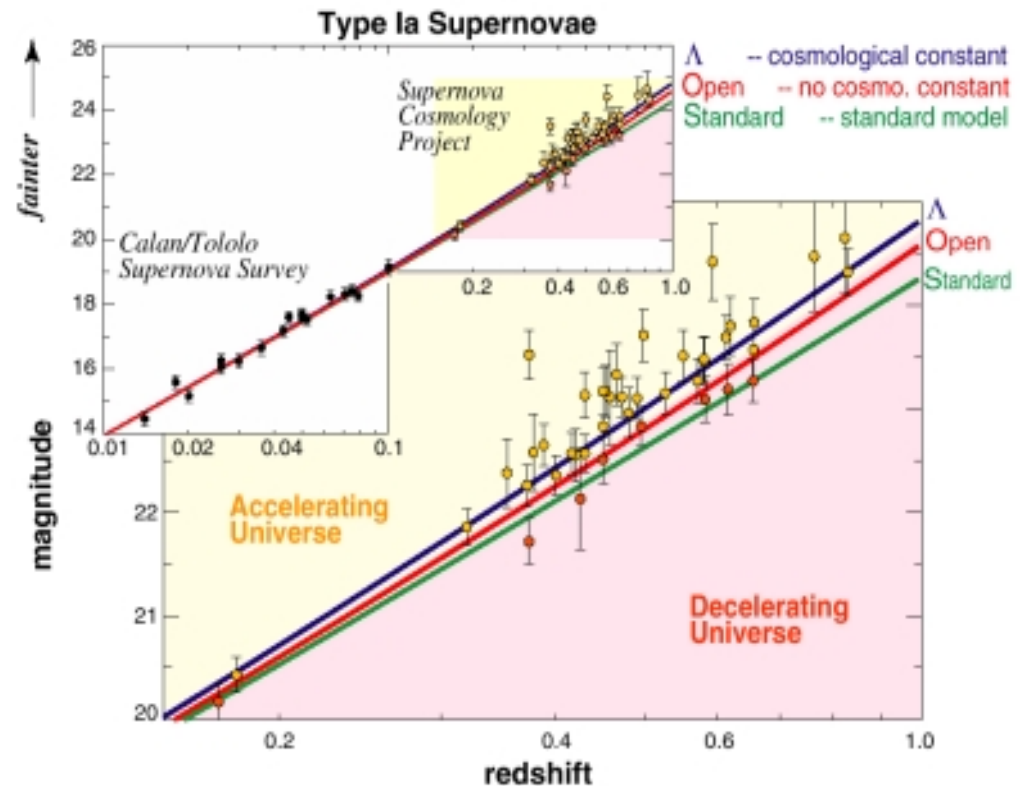 Type Ia Supernovae
26
24
22
20
18
16
14
fainter
Λ -- cosmological constant
Open -- no cosmo. constant
Standard -- standard model
Supernova
Cosmology
Project
Calan/Tololo
Supernova Survey
0.2 0.4 0.6 1.0
0.01 0.02 0.04 0.1
Λ
Open
Standard
magnitude
22
21
20
Accelerating
Universe
Decelerating
Universe
0.2 0.4 0.6 1.0
redshift